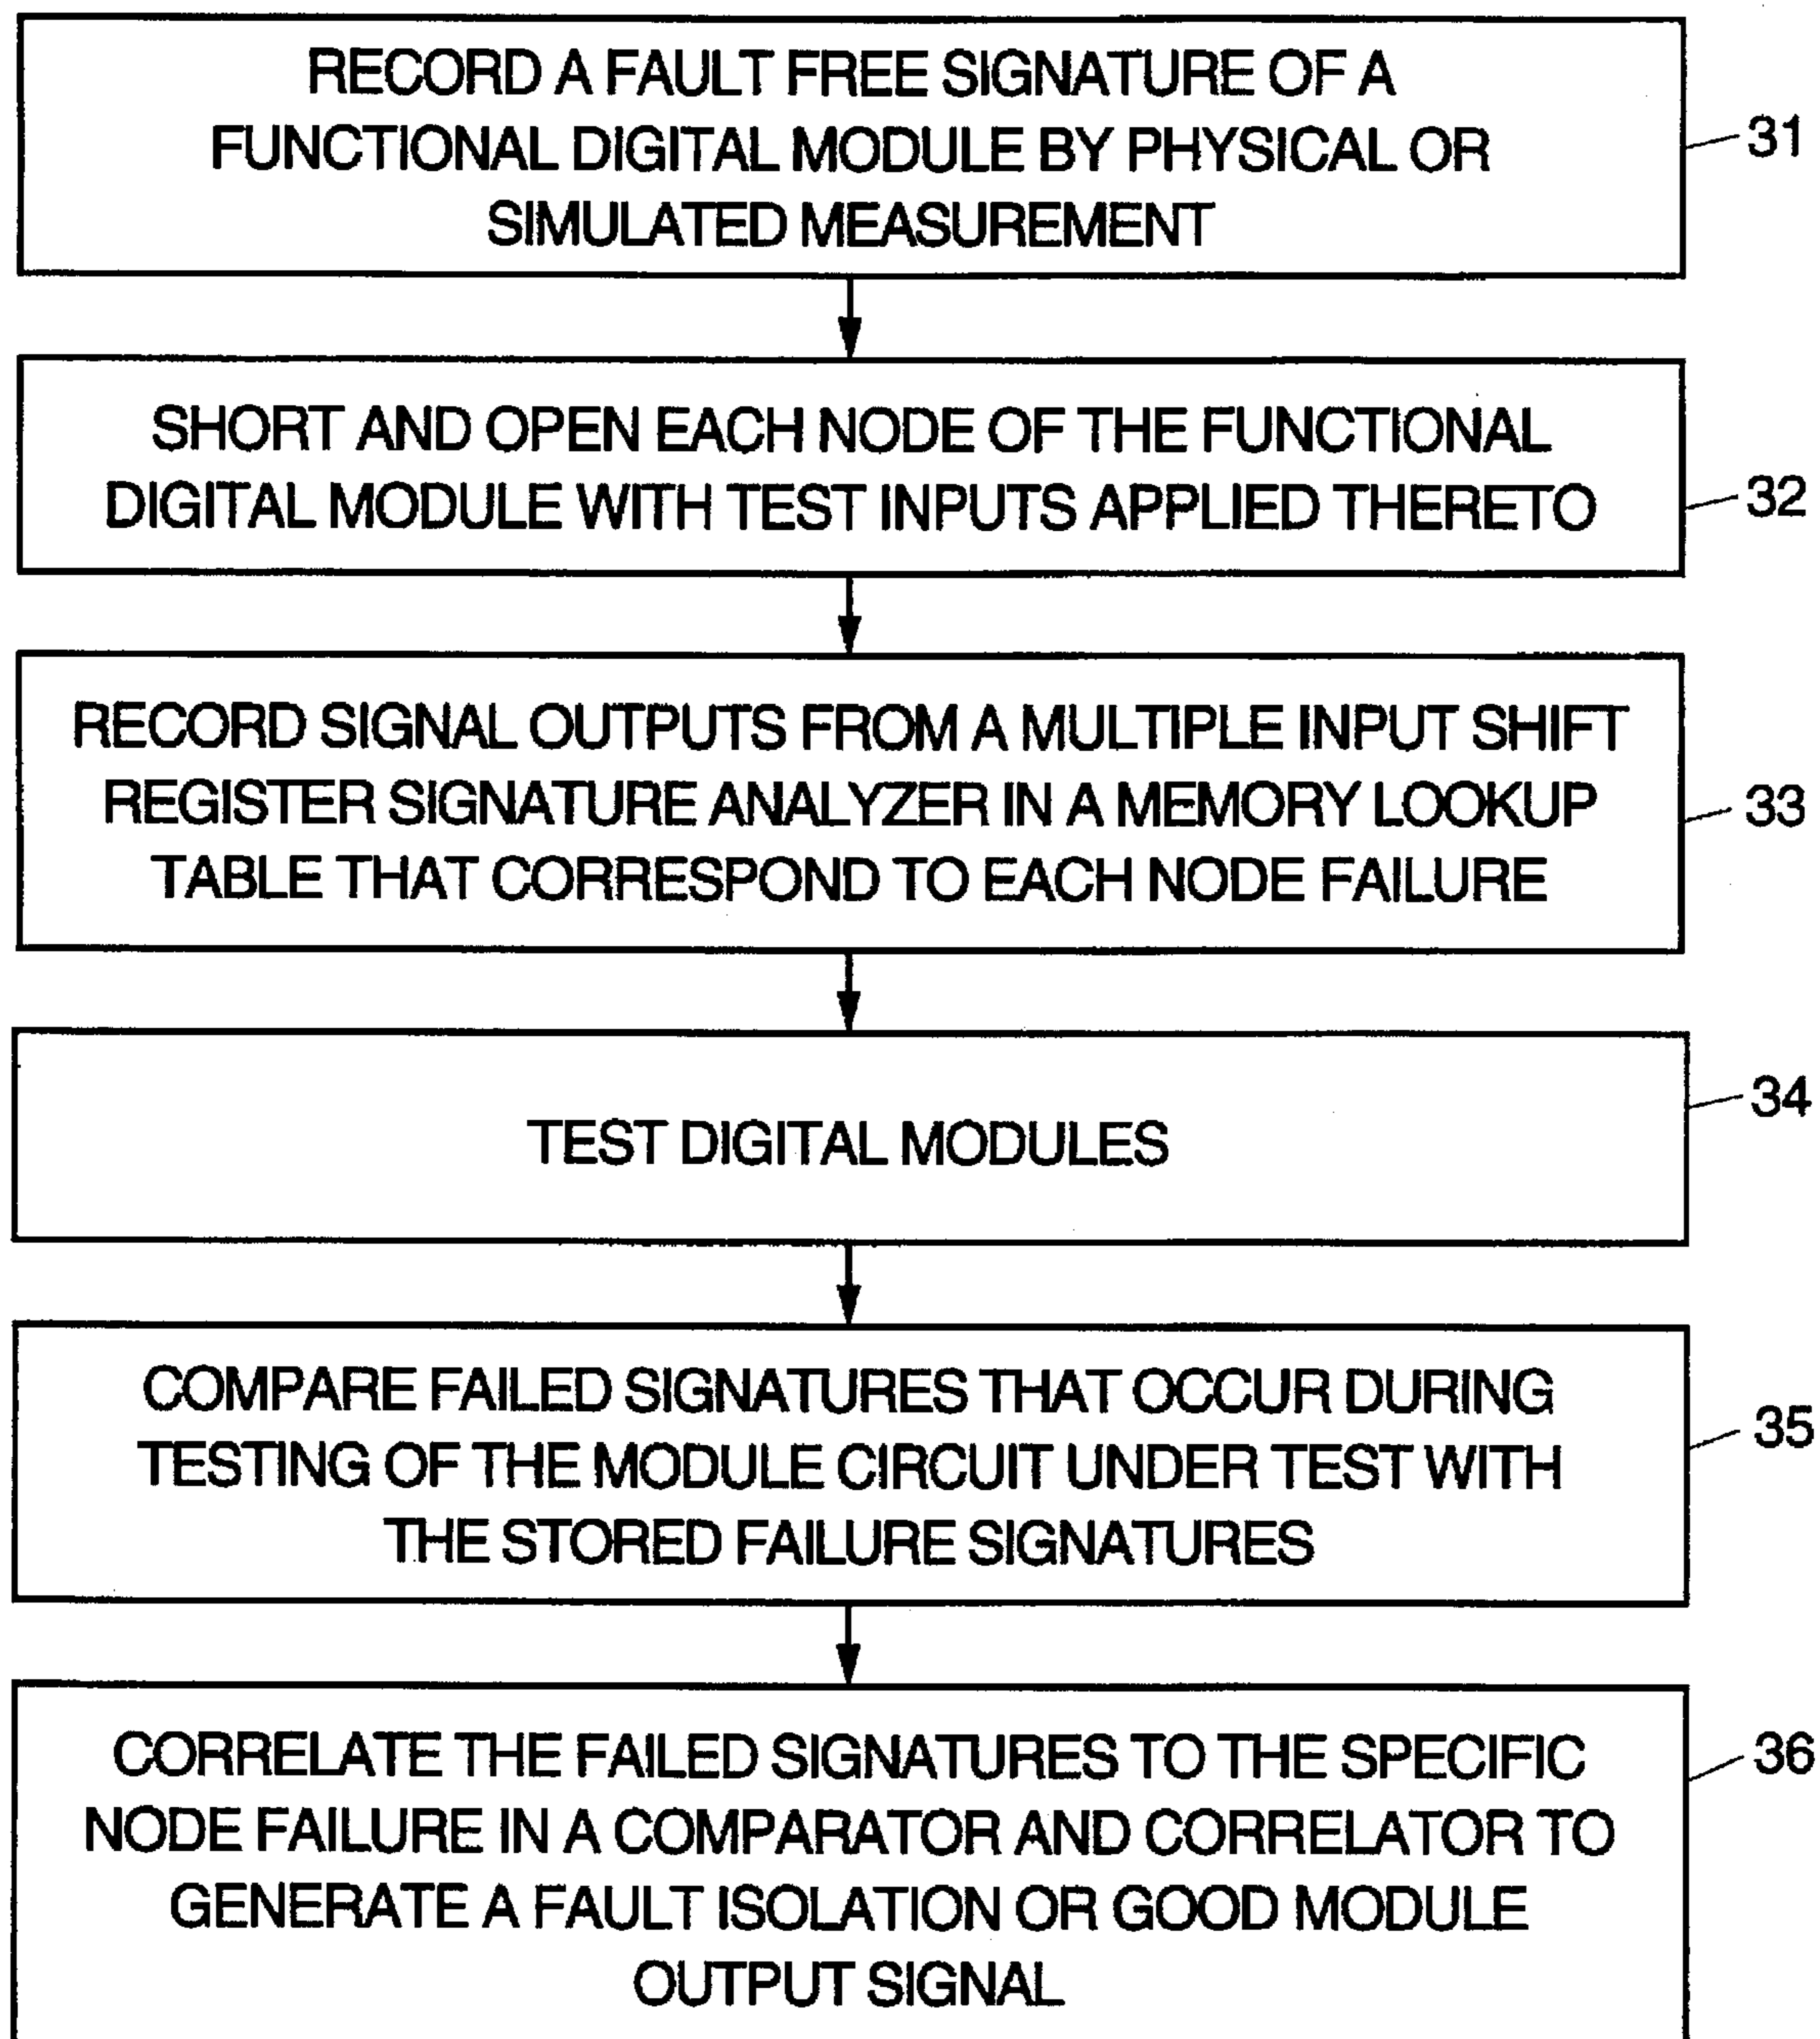 RECORD A FAULT FREE SIGNATURE OF A
FUNCTIONAL DIGITAL MODULE BY PHYSICAL OR
SIMULATED MEASUREMENT
31
SHORT AND OPEN EACH NODE OF THE FUNCTIONAL
DIGITAL MODULE WITH TEST INPUTS APPLIED THERETO
32
RECORD SIGNAL OUTPUTS FROM A MULTIPLE INPUT SHIFT
REGISTER SIGNATURE ANALYZER IN A MEMORY LOOKUP
TABLE THAT CORRESPOND TO EACH NODE FAILURE
33
TEST DIGITAL MODULES
34
COMPARE FAILED SIGNATURES THAT OCCUR DURING
TESTING OF THE MODULE CIRCUIT UNDER TEST WITH
THE STORED FAILURE SIGNATURES
35
CORRELATE THE FAILED SIGNATURES TO THE SPECIFIC
NODE FAILURE IN A COMPARATOR AND CORRELATOR TO
GENERATE A FAULT ISOLATION OR GOOD MODULE
OUTPUT SIGNAL
36